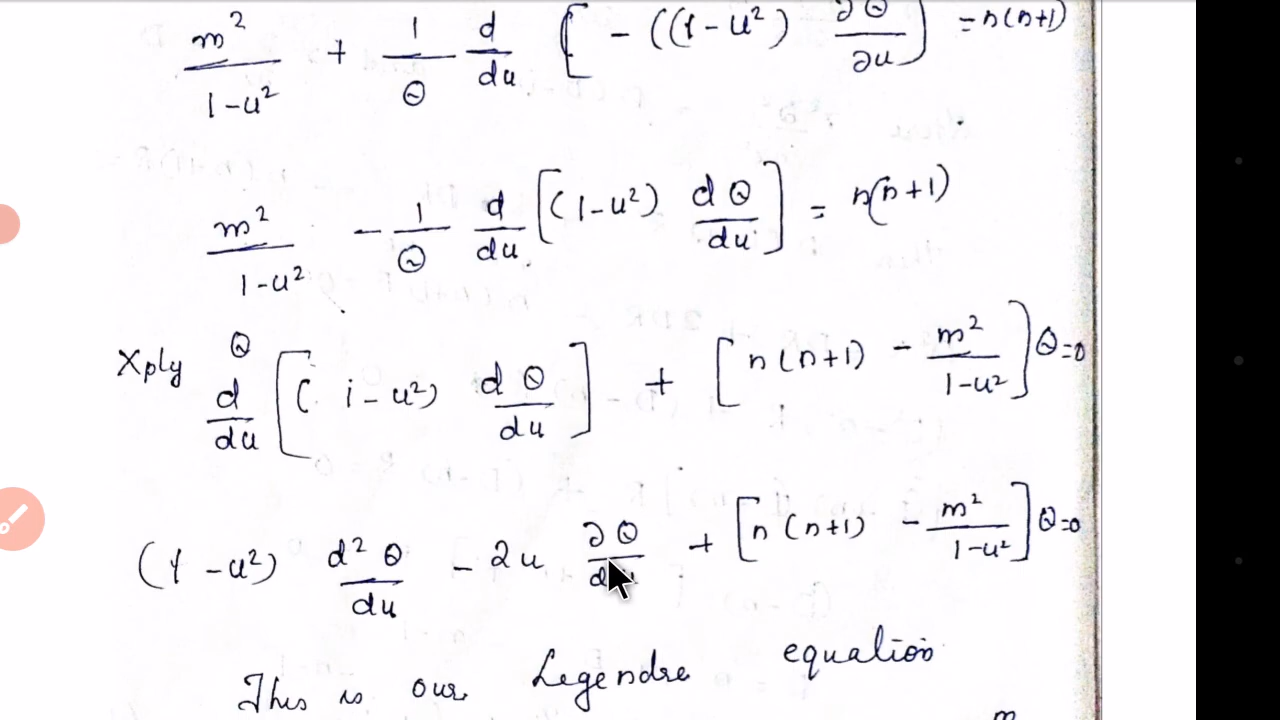 m²/(1-u²) + 1/Θ d/du [ - ((1-u²) ∂Θ/∂u ) = n(n+1)
m²/(1-u²) - 1/Θ d/du [ (1-u²) dΘ/du ] = n(n+1)
Xply Θ
d/du [ ( 1-u²) dΘ/du ] + [ n(n+1) - m²/(1-u²) ] Θ=0
(1-u²) d²Θ/du - 2u ∂Θ/du + [ n(n+1) - m²/(1-u²) ] Θ=0
This is our Legendre equation
m